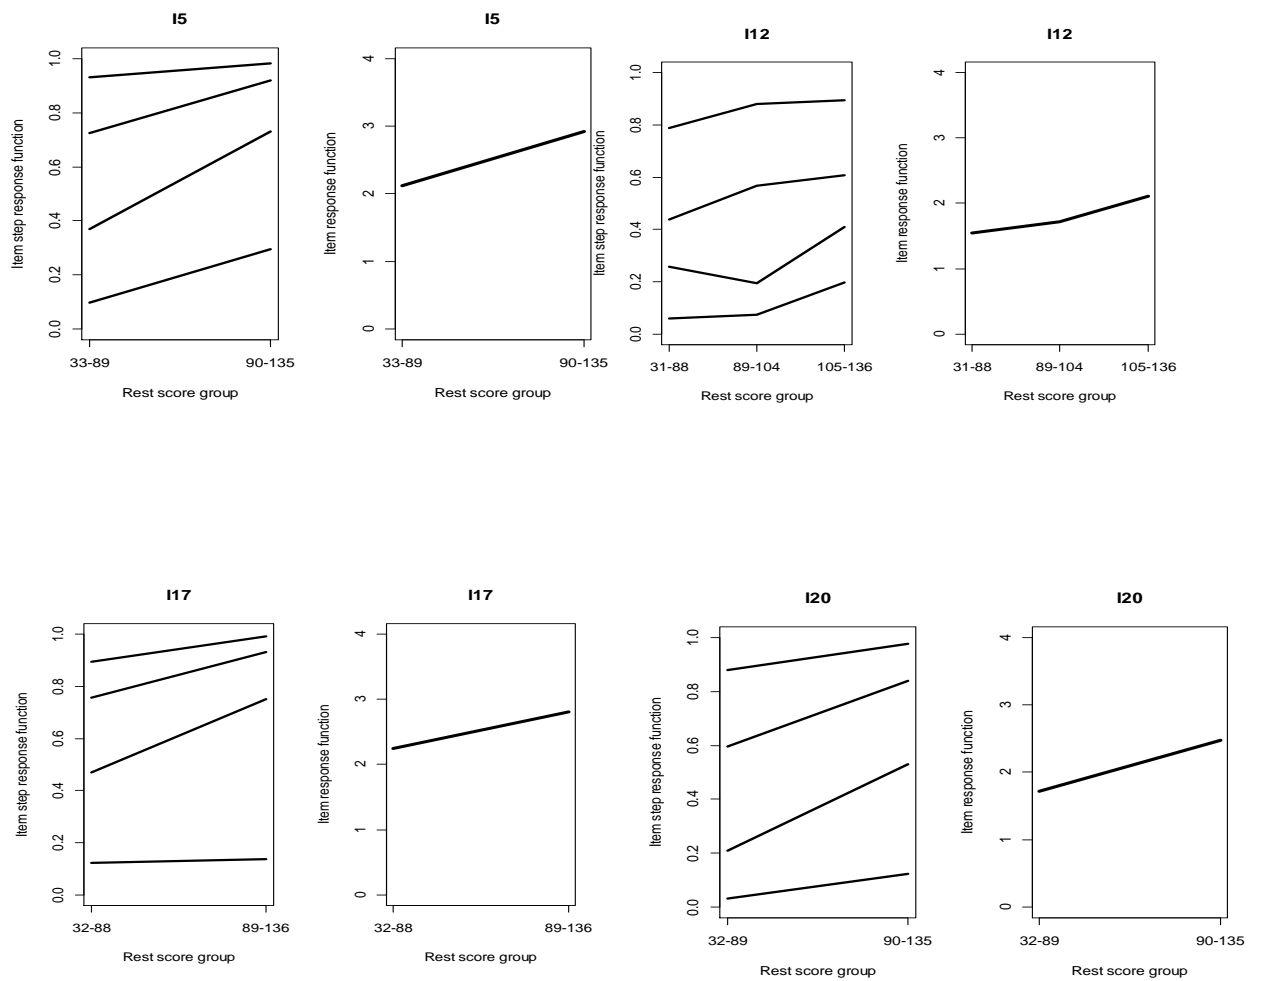 I5
Item step response function
1.0
0.8
0.6
0.4
0.2
0.0
33-89 90-135
Rest score group
I5
Item response function
4
3
2
1
0
33-89 90-135
Rest score group
I12
Item step response function
1.0
0.8
0.6
0.4
0.2
0.0
31-88 89-104 105-136
Rest score group
I12
Item response function
4
3
2
1
0
31-88 89-104 105-136
Rest score group
I17
Item step response function
1.0
0.8
0.6
0.4
0.2
0.0
32-88 89-136
Rest score group
I17
Item response function
4
3
2
1
0
32-88 89-136
Rest score group
I20
Item step response function
1.0
0.8
0.6
0.4
0.2
0.0
32-89 90-135
Rest score group
I20
Item response function
4
3
2
1
0
32-89 90-135
Rest score group